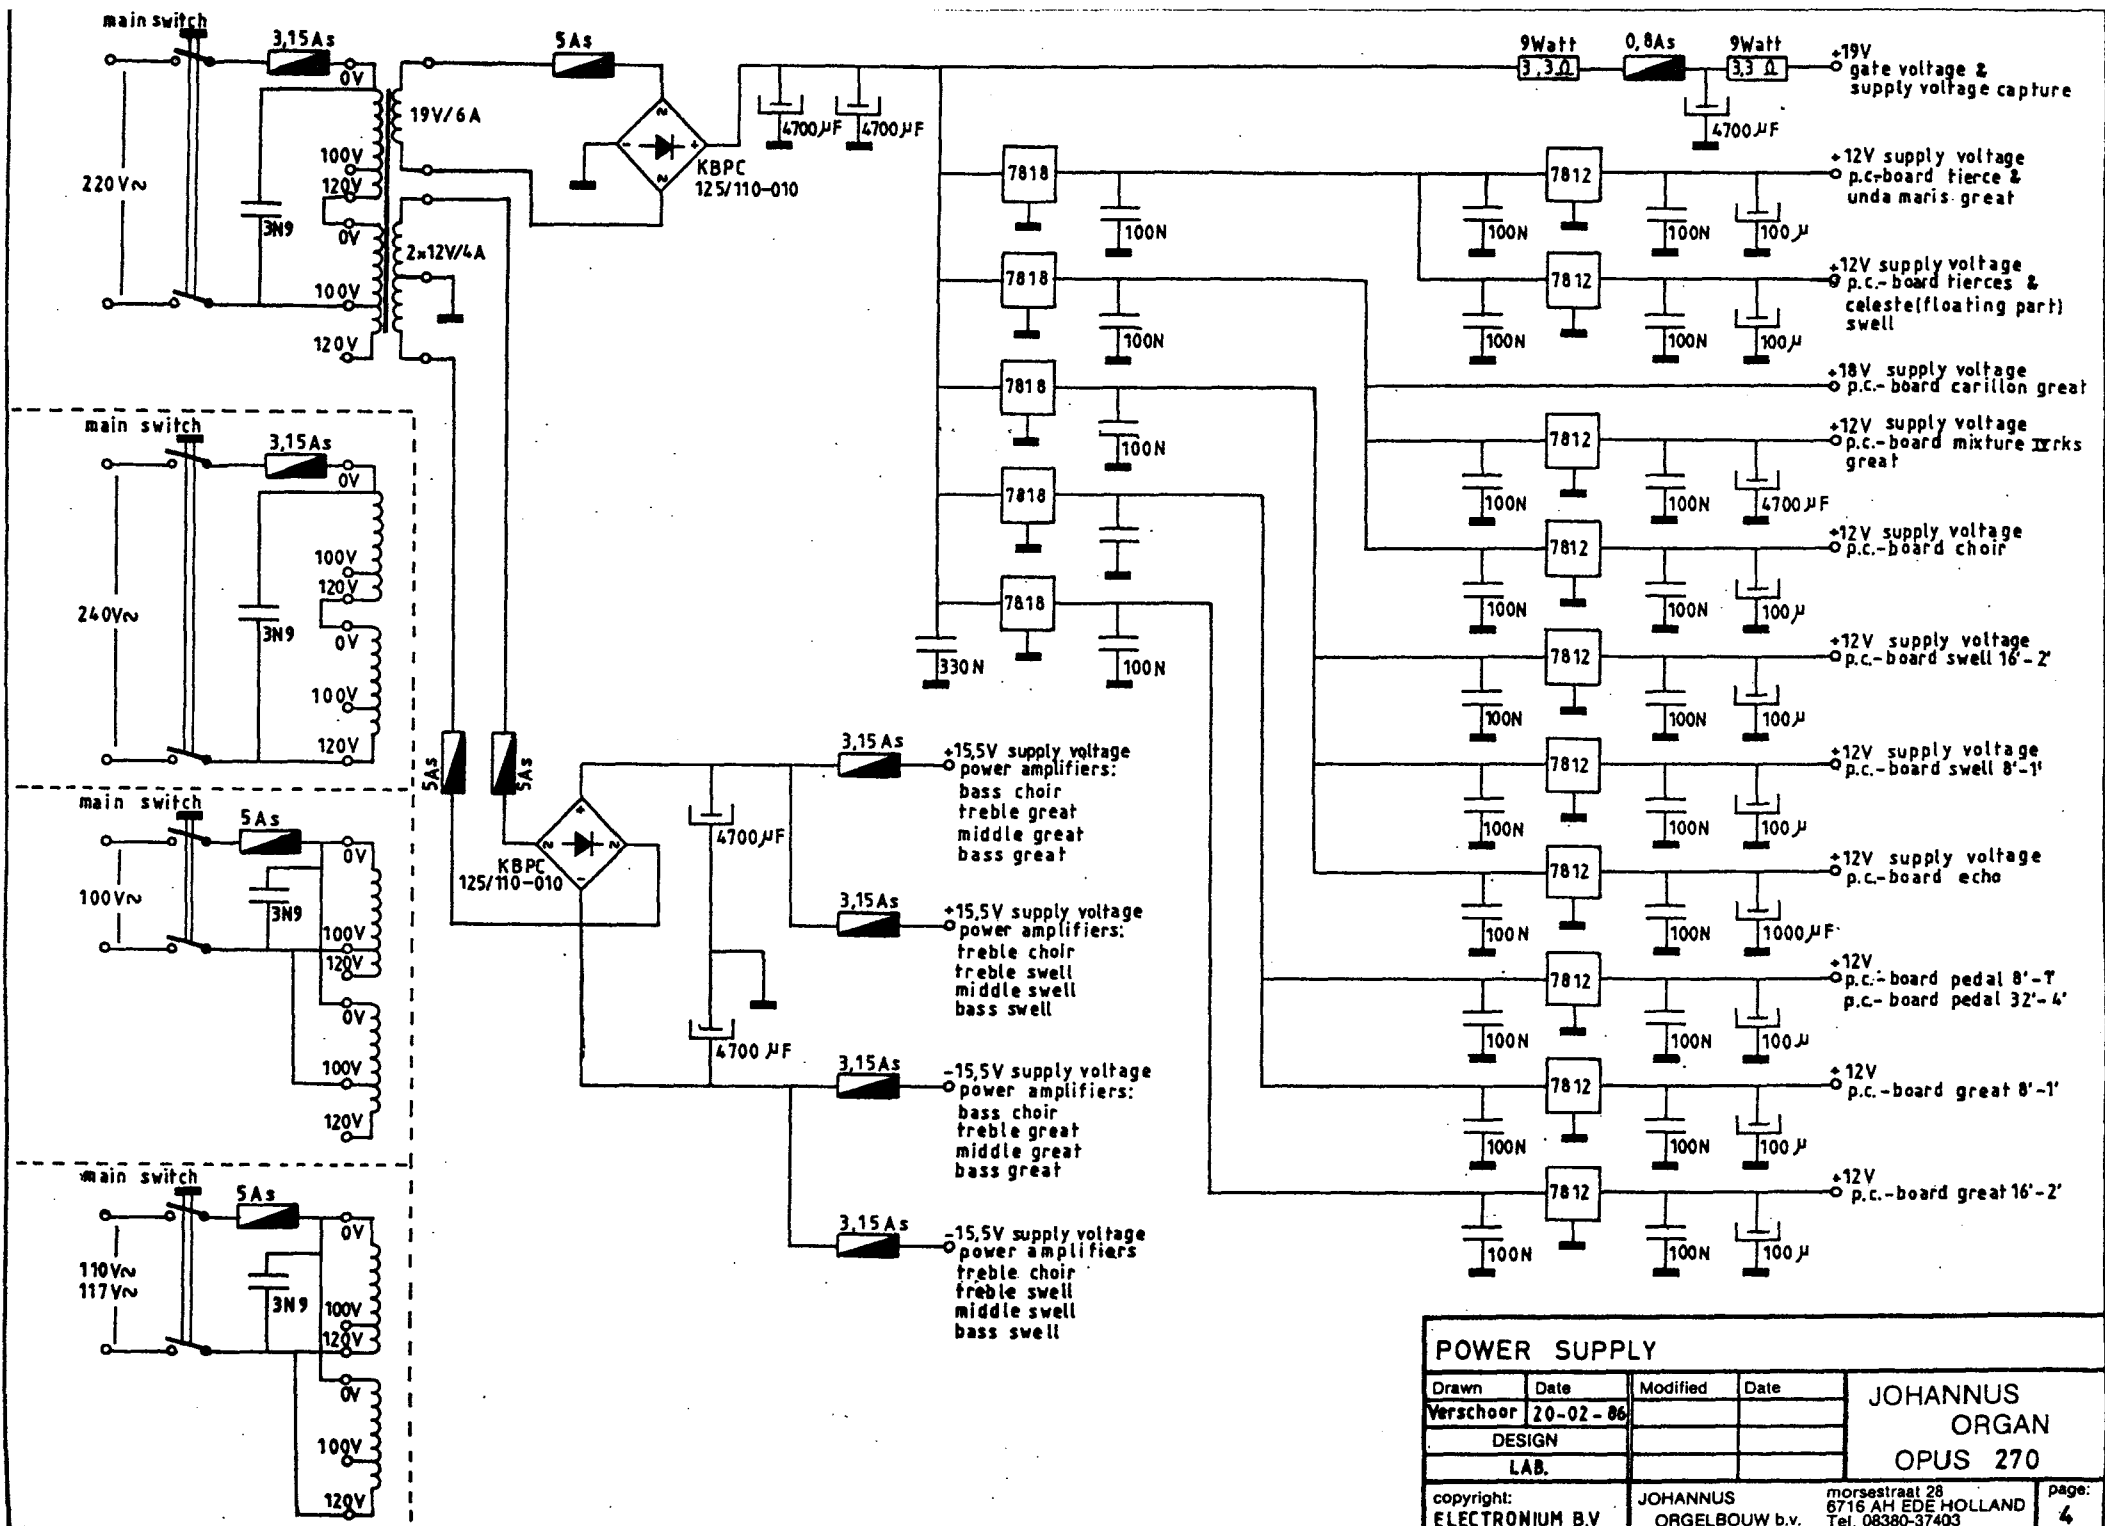 main switch
3,15As
0V
100V
120V
0V
100V
120V
220V~
3N9
19V/6A
2x12V/4A
5As
KBPC
125/110-010
4700µF
4700µF
9Watt
3,3Ω
0,8As
9Watt
3,3 Ω
4700µF
+19V
gate voltage &
supply voltage capture
7818
100N
7812
100N
100N
100µ
+12V supply voltage
p.c-board tierce &
unda maris great
7818
100N
7812
100N
100N
100µ
+12V supply voltage
p.c.-board tierces &
celeste(floating part)
swell
+18V supply voltage
p.c.-board carillon great
7818
100N
7812
100N
100N
4700µF
+12V supply voltage
p.c.-board mixture IV rks
great
7818
7812
100N
100N
100µ
+12V supply voltage
p.c.-board choir
7818
330N
100N
7812
100N
100N
100µ
+12V supply voltage
p.c.-board swell 16'-2'
7812
100N
100N
100µ
+12V supply voltage
p.c.-board swell 8'-1'
7812
100N
100N
1000µF
+12V supply voltage
p.c.-board echo
7812
100N
100N
100µ
+12V
p.c.-board pedal 8'-1'
p.c.-board pedal 32'-4'
7812
100N
100N
100µ
+12V
p.c.-board great 8'-1'
7812
100N
100N
100µ
+12V
p.c.-board great 16'-2'
main switch
3,15As
0V
100V
120V
0V
100V
120V
240V~
3N9
main switch
5As
0V
100V~
3N9
100V
120V
0V
100V
120V
main switch
5As
0V
110V~
117V~
3N9
100V
120V
0V
100V
120V
5As
5As
KBPC
125/110-010
4700µF
4700µF
3,15As
+15,5V supply voltage
power amplifiers:
bass choir
treble great
middle great
bass great
3,15As
+15,5V supply voltage
power amplifiers:
treble choir
treble swell
middle swell
bass swell
3,15As
-15,5V supply voltage
power amplifiers:
bass choir
treble great
middle great
bass great
3,15As
-15,5V supply voltage
power amplifiers
treble choir
treble swell
middle swell
bass swell
POWER SUPPLY
Drawn
Date
Modified
Date
Verschoor
20-02-86
DESIGN
LAB.
JOHANNUS
ORGAN
OPUS 270
copyright:
ELECTRONIUM B.V
JOHANNUS
ORGELBOUW b.v.
morsestraat 28
6716 AH EDE HOLLAND
Tel. 08380-37403
page:
4